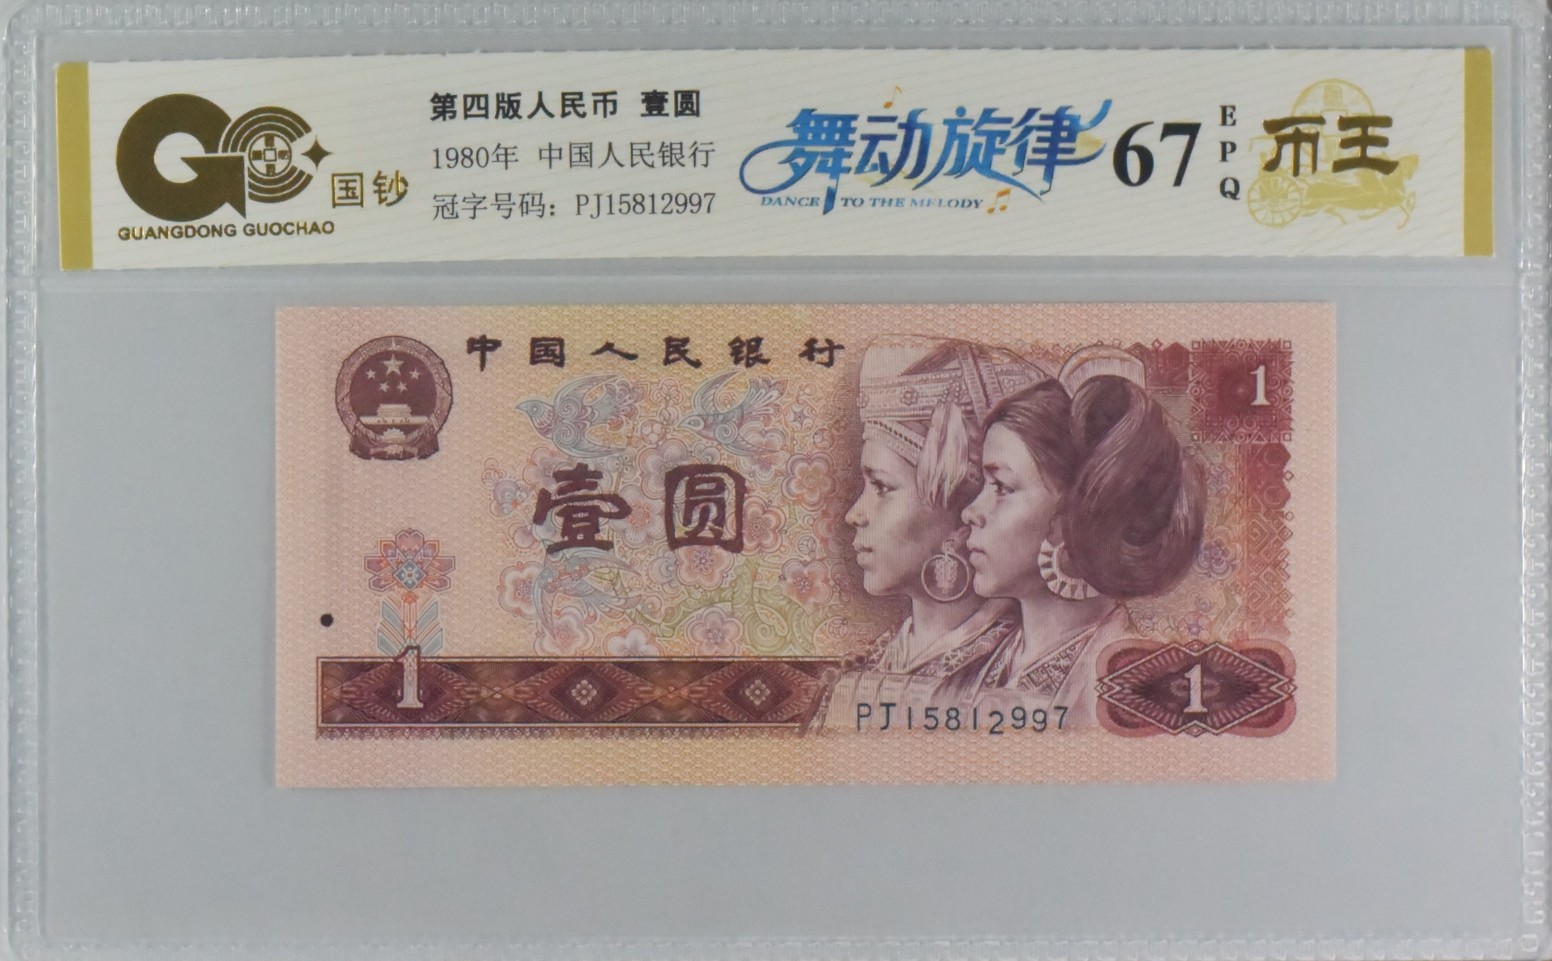 国钞
GUANGDONG GUOCHAO
第四版人民币 壹圆
1980年 中国人民银行
冠字号码：PJ15812997
舞动旋律
DANCE TO THE MELODY
67
EPQ
币王
中国人民银行
1
壹圆
1
PJ15812997
1